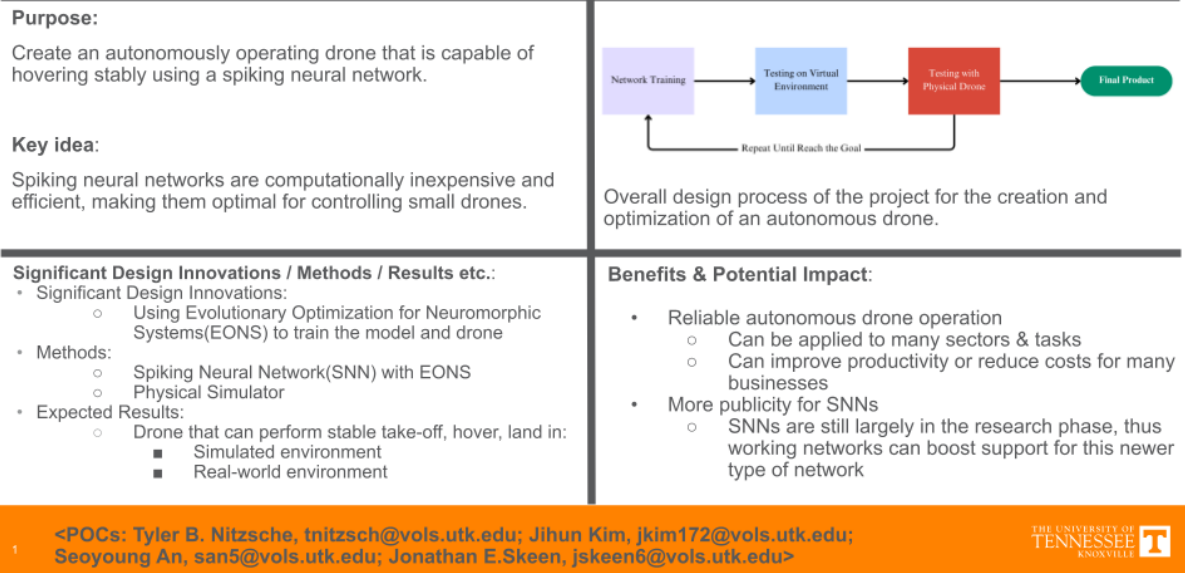 Purpose:
Create an autonomously operating drone that is capable of
hovering stably using a spiking neural network.
Key idea:
Spiking neural networks are computationally inexpensive and
efficient, making them optimal for controlling small drones.
Network Training
Testing on Virtual
Environment
Testing with
Physical Drone
Final Product
Repeat Until Reach the Goal
Overall design process of the project for the creation and
optimization of an autonomous drone.
Significant Design Innovations / Methods / Results etc.:
• Significant Design Innovations:
○ Using Evolutionary Optimization for Neuromorphic
Systems(EONS) to train the model and drone
• Methods:
○ Spiking Neural Network(SNN) with EONS
○ Physical Simulator
• Expected Results:
○ Drone that can perform stable take-off, hover, land in:
■ Simulated environment
■ Real-world environment
Benefits & Potential Impact:
• Reliable autonomous drone operation
○ Can be applied to many sectors & tasks
○ Can improve productivity or reduce costs for many
businesses
• More publicity for SNNs
○ SNNs are still largely in the research phase, thus
working networks can boost support for this newer
type of network
1
<POCs: Tyler B. Nitzsche, tnitzsch@vols.utk.edu; Jihun Kim, jkim172@vols.utk.edu;
Seoyoung An, san5@vols.utk.edu; Jonathan E.Skeen, jskeen6@vols.utk.edu>
THE UNIVERSITY OF
TENNESSEE
KNOXVILLE
T